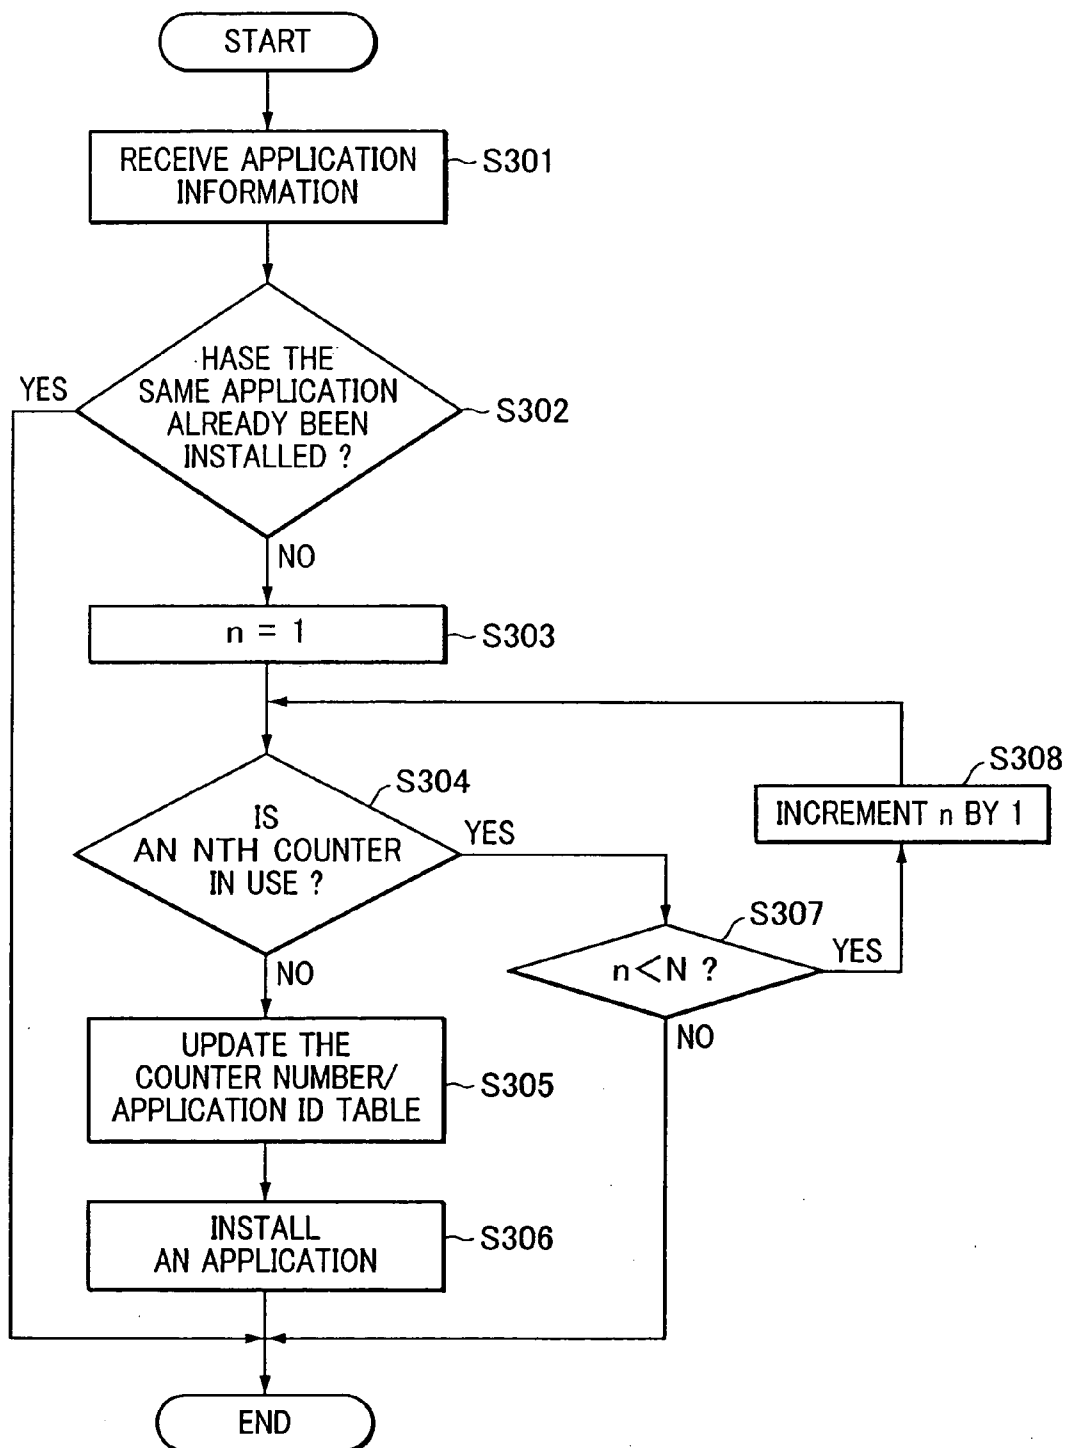 START
RECEIVE APPLICATION
INFORMATION
S301
HASE THE
SAME APPLICATION
ALREADY BEEN
INSTALLED ?
YES
S302
NO
n = 1
S303
S304
IS
AN NTH COUNTER
IN USE ?
YES
S308
INCREMENT n BY 1
S307
n<N ?
YES
NO
NO
UPDATE THE
COUNTER NUMBER/
APPLICATION ID TABLE
S305
INSTALL
AN APPLICATION
S306
END